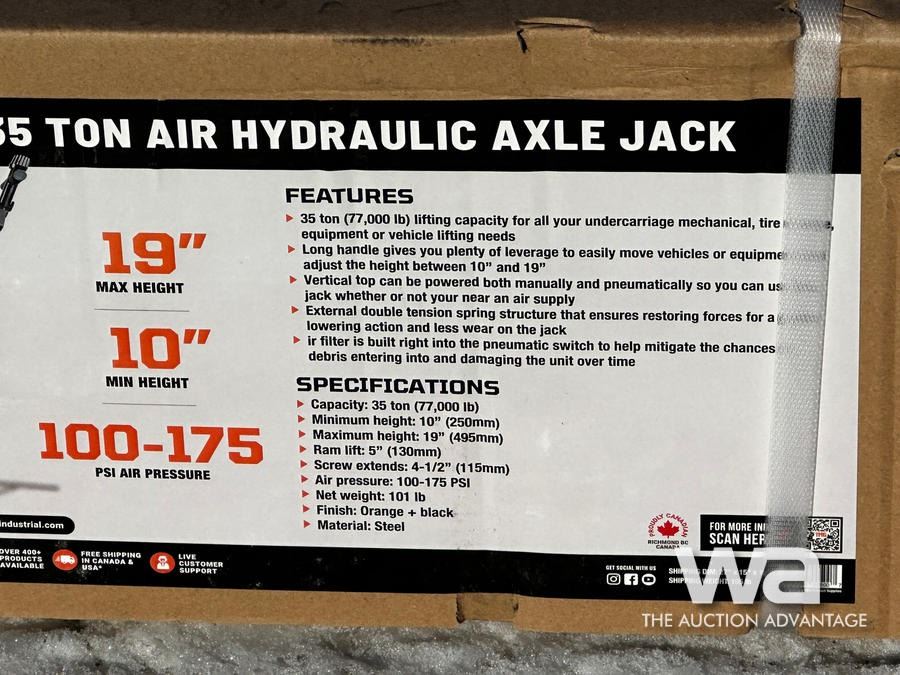 35 TON AIR HYDRAULIC AXLE JACK
19"
MAX HEIGHT
10"
MIN HEIGHT
100-175
PSI AIR PRESSURE
FEATURES
35 ton (77,000 lb) lifting capacity for all your undercarriage mechanical, tire
equipment or vehicle lifting needs
Long handle gives you plenty of leverage to easily move vehicles or equipme
adjust the height between 10" and 19"
Vertical top can be powered both manually and pneumatically so you can us
jack whether or not your near an air supply
External double tension spring structure that ensures restoring forces for a
lowering action and less wear on the jack
ir filter is built right into the pneumatic switch to help mitigate the chances
debris entering into and damaging the unit over time
SPECIFICATIONS
Capacity: 35 ton (77,000 lb)
Minimum height: 10" (250mm)
Maximum height: 19" (495mm)
Ram lift: 5" (130mm)
Screw extends: 4-1/2" (115mm)
Air pressure: 100-175 PSI
Net weight: 101 lb
Finish: Orange + black
Material: Steel
industrial.com
OVER 400+
PRODUCTS
AVAILABLE
FREE SHIPPING
IN CANADA &
USA*
LIVE
CUSTOMER
SUPPORT
PROUDLY CANADIAN
RICHMOND BC
CANADA
FOR MORE IN
SCAN HER
TMG
GET SOCIAL WITH US
SHIPPING DIM
SHIPPING WEIGHT
wa
THE AUCTION ADVANTAGE